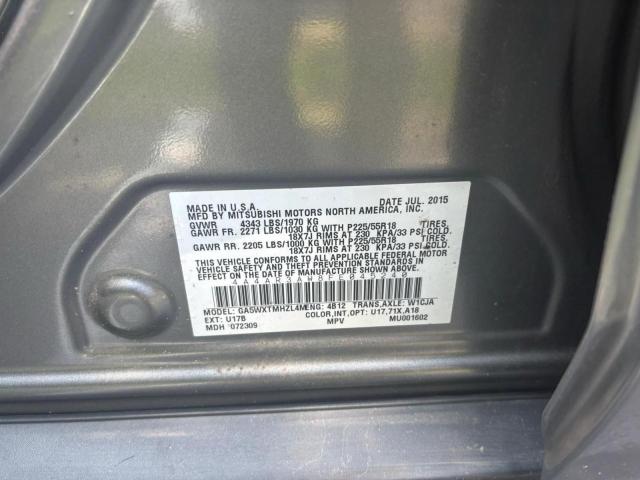 MADE IN U.S.A. DATE JUL. 2015
MFD BY MITSUBISHI MOTORS NORTH AMERICA, INC.
GVWR 4343 LBS/1970 KG
GAWR FR. 2271 LBS/1030 KG WITH P225/55R18 TIRES,
18X7J RIMS AT 230 KPA/33 PSI COLD.
GAWR RR. 2205 LBS/1000 KG WITH P225/55R18 TIRES,
18X7J RIMS AT 230 KPA/33 PSI COLD.
THIS VEHICLE CONFORMS TO ALL APPLICABLE FEDERAL MOTOR
VEHICLE SAFETY AND THEFT PREVENTION STANDARDS IN
EFFECT ON THE DATE OF MANUFACTURE SHOWN ABOVE.
4A4AR3AW8FE045240
MODEL: GA5WXTMHZL4M ENG: 4B12 TRANS,AXLE: W1CJA
EXT: U17B COLOR,INT,OPT: U17,71X,A18
MDH '072309 MPV MU001602